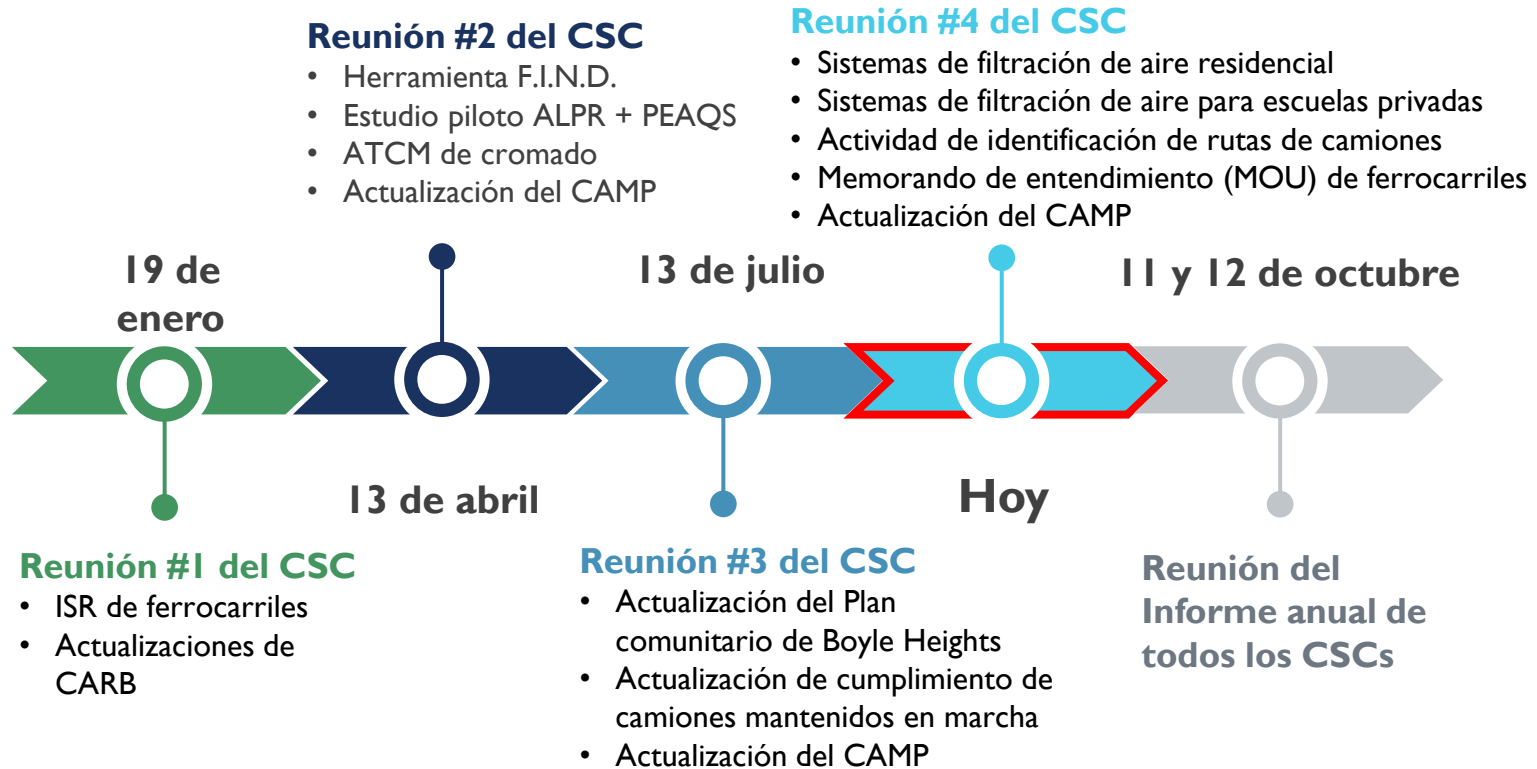 Reunión #2 del CSC
• Herramienta F.I.N.D.
• Estudio piloto ALPR + PEAQS
• ATCM de cromado
• Actualización del CAMP
Reunión #4 del CSC
• Sistemas de filtración de aire residencial
• Sistemas de filtración de aire para escuelas privadas
• Actividad de identificación de rutas de camiones
• Memorando de entendimiento (MOU) de ferrocarriles
• Actualización del CAMP
19 de
enero
13 de julio
11 y 12 de octubre
13 de abril
Hoy
Reunión #1 del CSC
• ISR de ferrocarriles
• Actualizaciones de
CARB
Reunión #3 del CSC
• Actualización del Plan
comunitario de Boyle Heights
• Actualización de cumplimiento de
camiones mantenidos en marcha
• Actualización del CAMP
Reunión del
Informe anual de
todos los CSCs